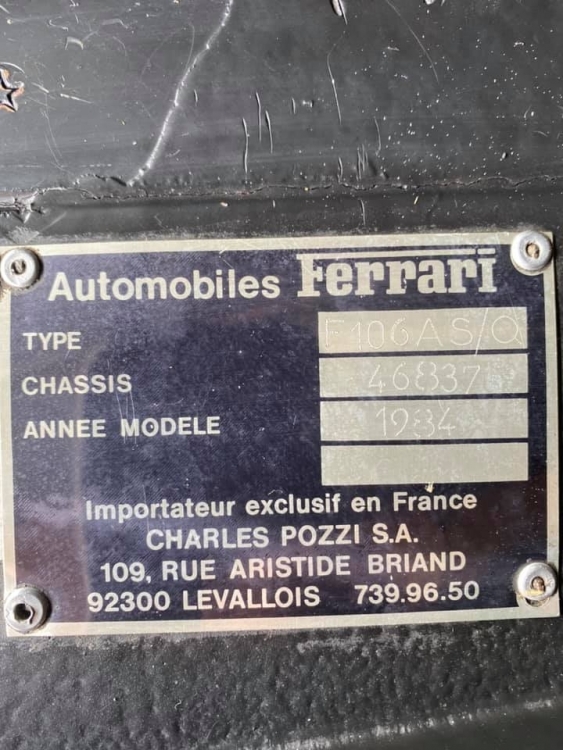 Automobiles Ferrari
TYPE F106AS/Q
CHASSIS 46837
ANNEE MODELE 1984
Importateur exclusif en France
CHARLES POZZI S.A.
109, RUE ARISTIDE BRIAND
92300 LEVALLOIS 739.96.50